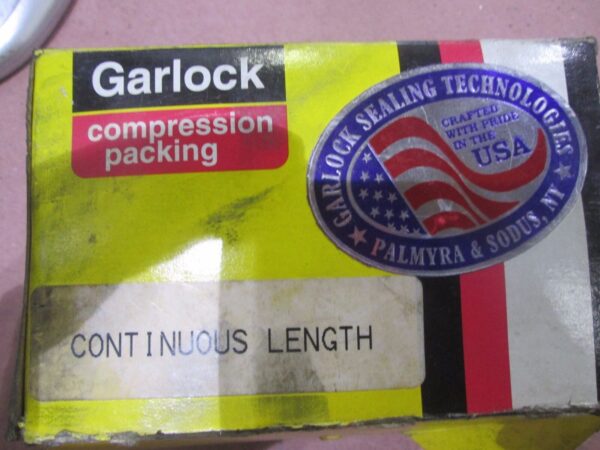 Garlock
compression
packing
GARLOCK SEALING TECHNOLOGIES
CRAFTED
WITH PRIDE
IN THE
USA
PALMYRA & SODUS, NY
CONTINUOUS LENGTH